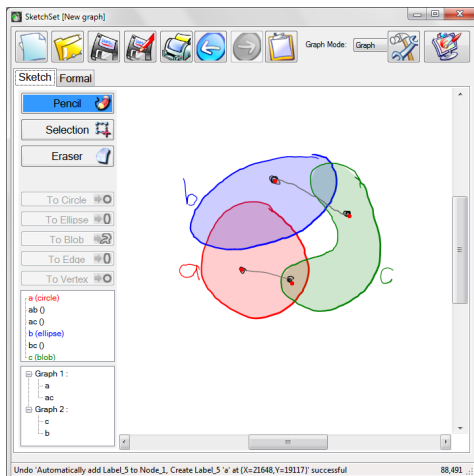 SketchSet [New graph]
Graph Mode: Graph
Sketch Formal
Pencil
Selection
Eraser
To Circle
To Ellipse
To Blob
To Edge
To Vertex
a (circle)
ab ()
ac ()
b (ellipse)
bc ()
c (blob)
Graph 1 :
a
ac
Graph 2 :
c
b
b
a
c
Undo 'Automatically add Label_5 to Node_1, Create Label_5 'a' at {X=21648,Y=19117}' successful 88,491